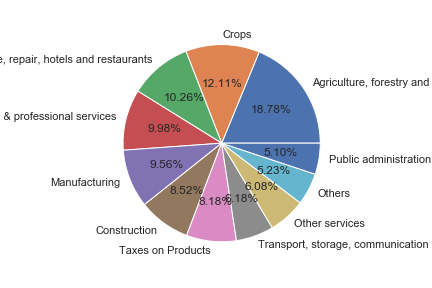 Crops
e, repair, hotels and restaurants
Agriculture, forestry and
12.11%
10.26%
18.78%
& professional services
9.98%
5.10%
Public administration
9.56%
5.23%
Manufacturing
6.08%
Others
8.52%
8.18%
6.18%
Other services
Construction
Taxes on Products
Transport, storage, communication